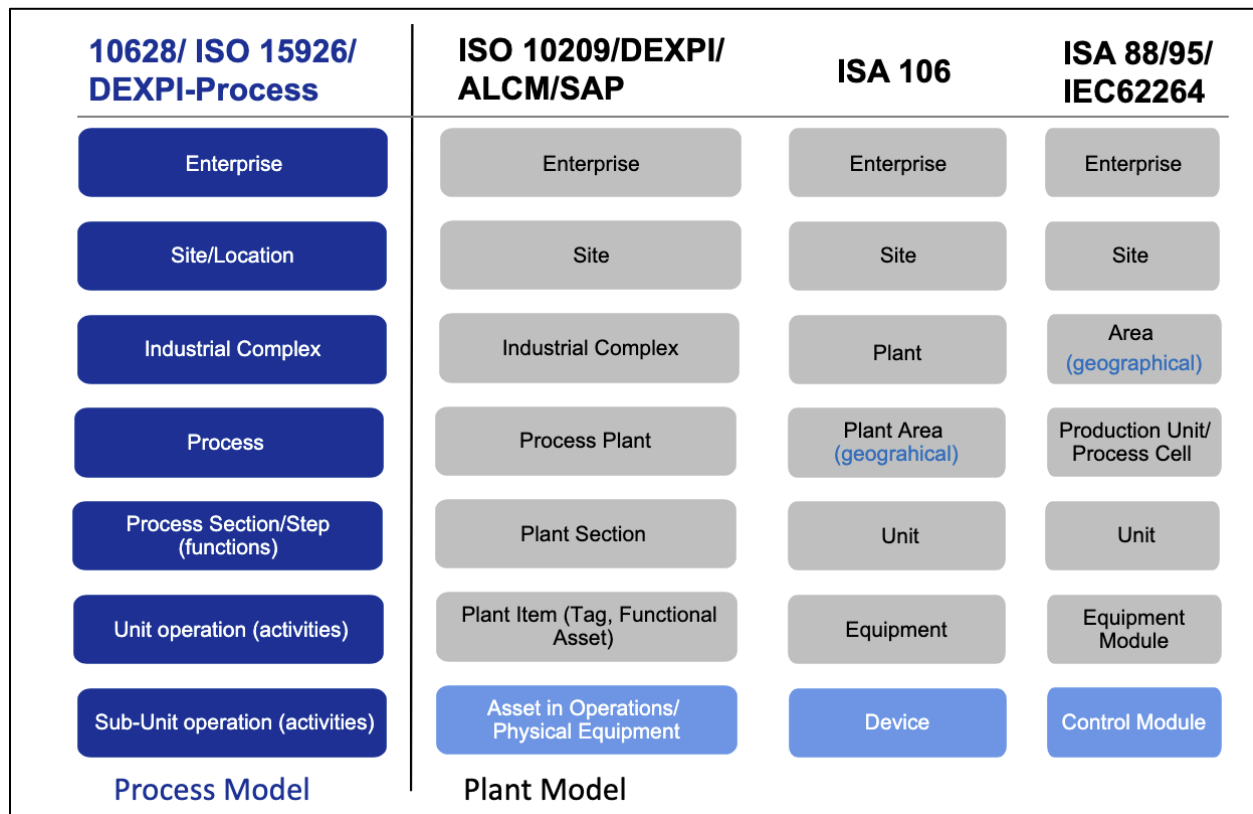 10628/ ISO 15926/
DEXPI-Process
ISO 10209/DEXPI/
ALCM/SAP
ISA 106
ISA 88/95/
IEC62264
Enterprise
Enterprise
Enterprise
Enterprise
Site/Location
Site
Site
Site
Industrial Complex
Industrial Complex
Plant
Area
(geographical)
Process
Process Plant
Plant Area
(geograhical)
Production Unit/
Process Cell
Process Section/Step
(functions)
Plant Section
Unit
Unit
Unit operation (activities)
Plant Item (Tag, Functional
Asset)
Equipment
Equipment
Module
Sub-Unit operation (activities)
Asset in Operations/
Physical Equipment
Device
Control Module
Process Model
Plant Model